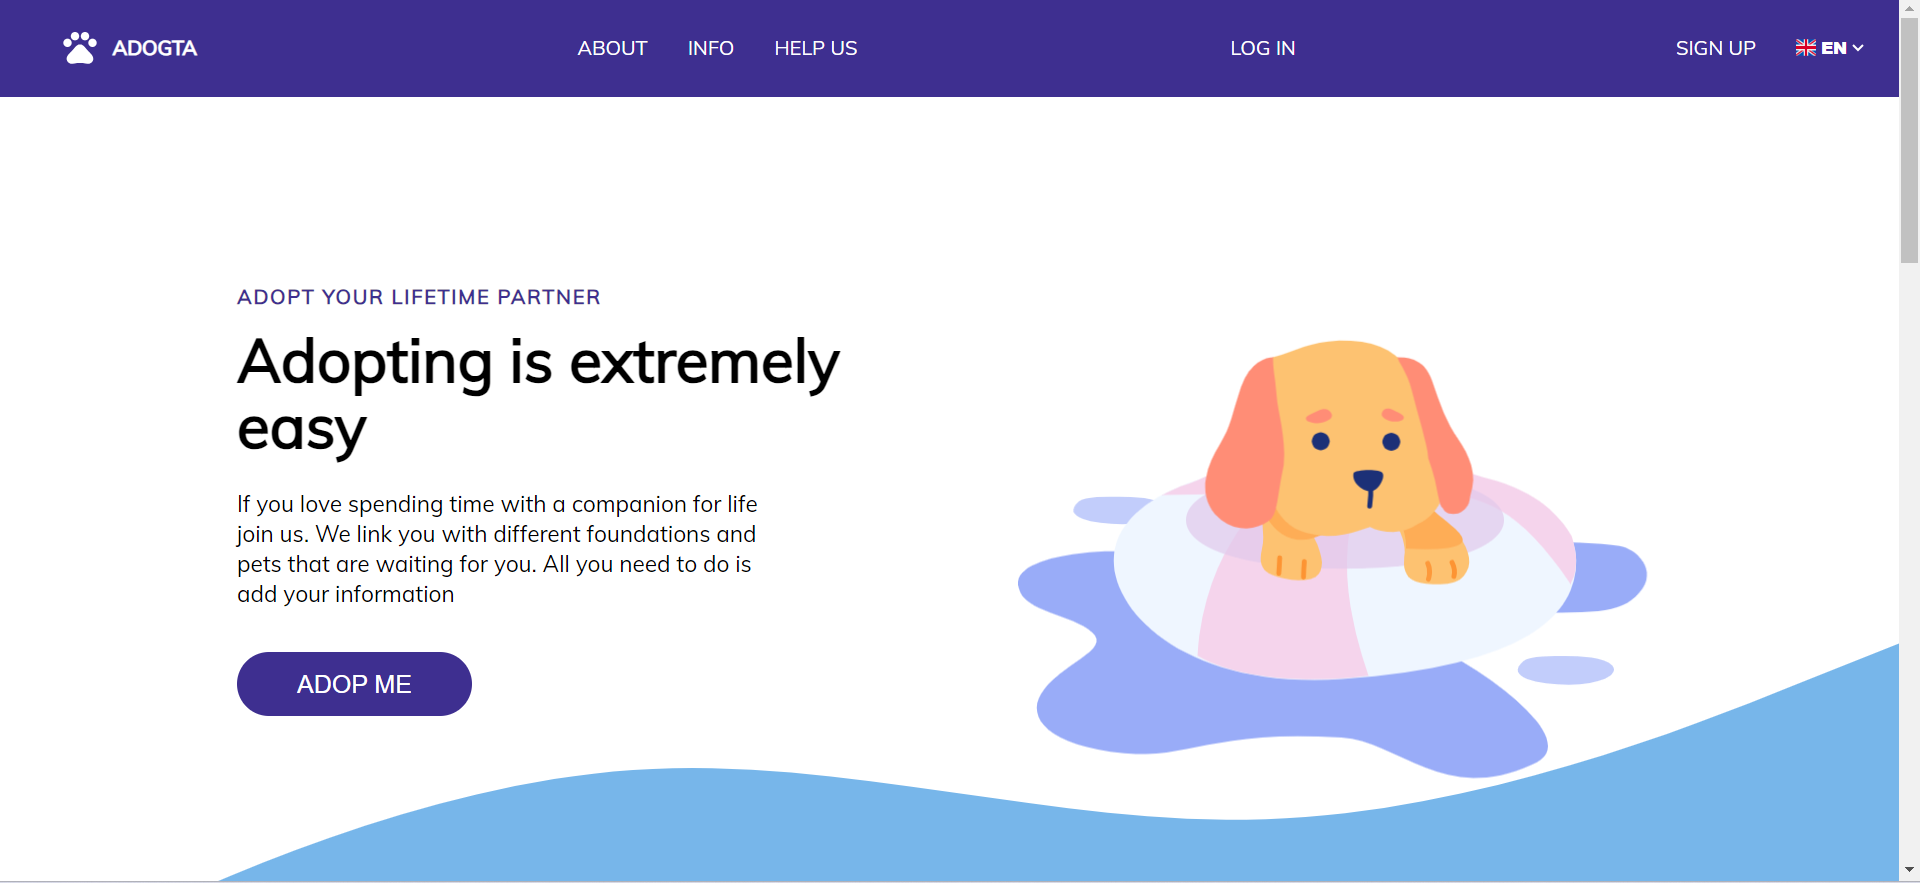 ADOGTA
ABOUT INFO HELP US
LOG IN
SIGN UP
EN
ADOPT YOUR LIFETIME PARTNER
Adopting is extremely
easy
If you love spending time with a companion for life
join us. We link you with different foundations and
pets that are waiting for you. All you need to do is
add your information
ADOP ME